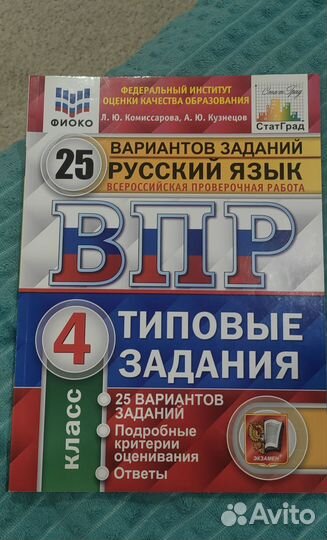 ФЕДЕРАЛЬНЫЙ ИНСТИТУТ
ОЦЕНКИ КАЧЕСТВА ОБРАЗОВАНИЯ
ФИОКО
Л. Ю. Комиссарова, А. Ю. Кузнецов
СтатГрад
СтатГрад
25
ВАРИАНТОВ ЗАДАНИЙ
РУССКИЙ ЯЗЫК
ВСЕРОССИЙСКАЯ ПРОВЕРОЧНАЯ РАБОТА
ВПР
4
класс
ТИПОВЫЕ
ЗАДАНИЯ
• 25 ВАРИАНТОВ
ЗАДАНИЙ
• Подробные
критерии
оценивания
• Ответы
ЭКЗАМЕН
Avito